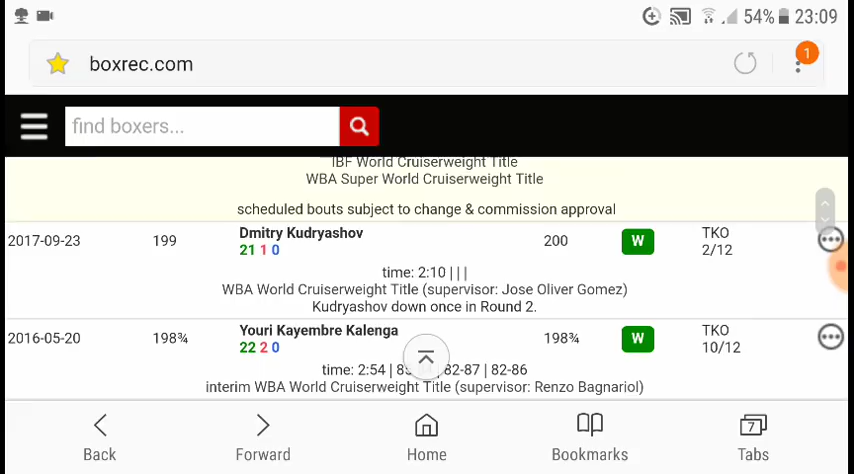 54% 23:09
boxrec.com
1
find boxers...
IBF World Cruiserweight Title
WBA Super World Cruiserweight Title
scheduled bouts subject to change & commission approval
2017-09-23 199 Dmitry Kudryashov 200 W TKO
21 1 0 2/12
time: 2:10 | | |
WBA World Cruiserweight Title (supervisor: Jose Oliver Gomez)
Kudryashov down once in Round 2.
2016-05-20 198¾ Youri Kayembre Kalenga 198¾ W TKO
22 2 0 10/12
time: 2:54 | 82-87 | 82-86
interim WBA World Cruiserweight Title (supervisor: Renzo Bagnariol)
7
Back Forward Home Bookmarks Tabs